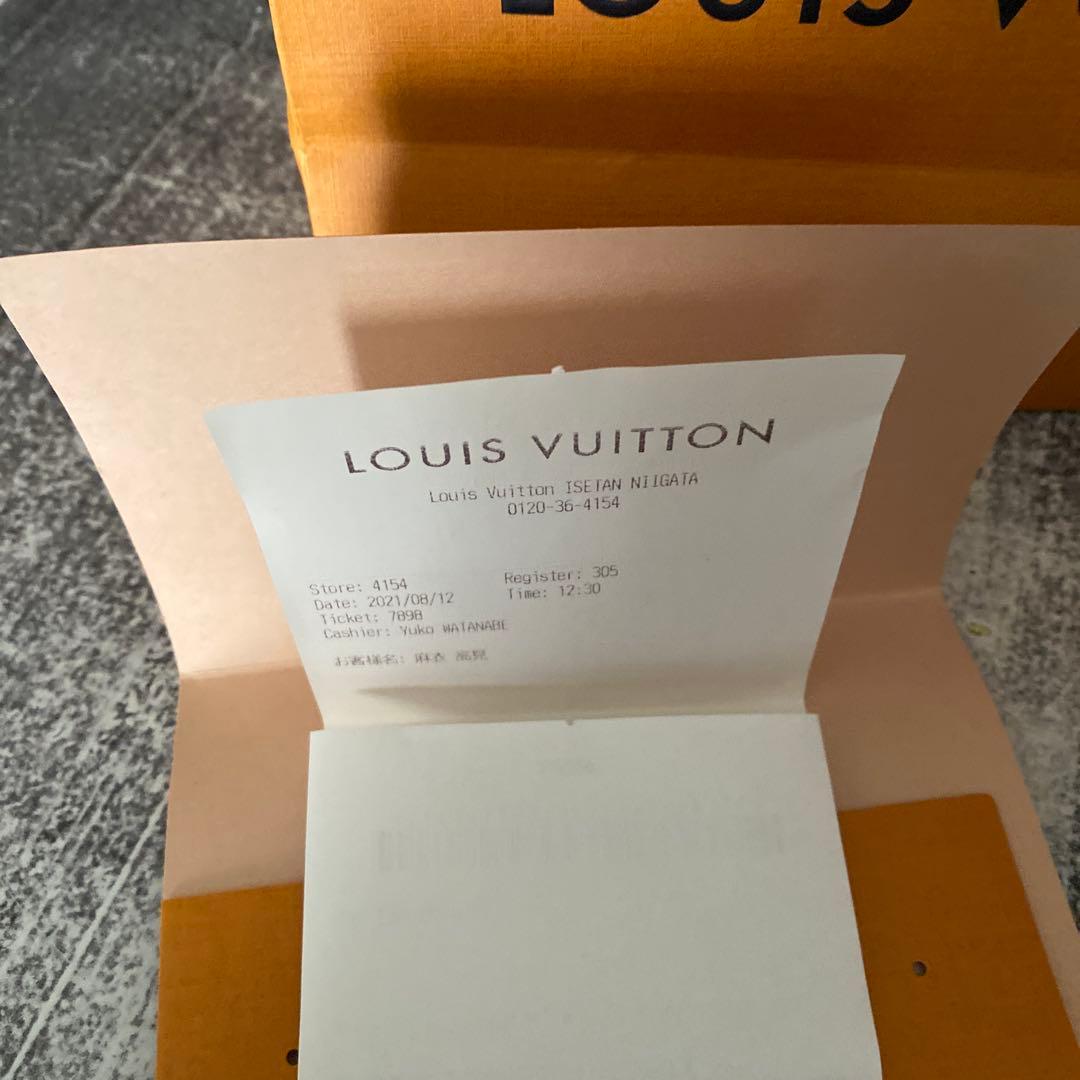 LOUIS V
LOUIS VUITTON
Louis Vuitton ISETAN NIIGATA
0120-36-4154
Store: 4154 Register: 305
Date: 2021/08/12 Time: 12:30
Ticket: 7898
Cashier: Yuko WATANABE
お客様名: 麻衣 高見